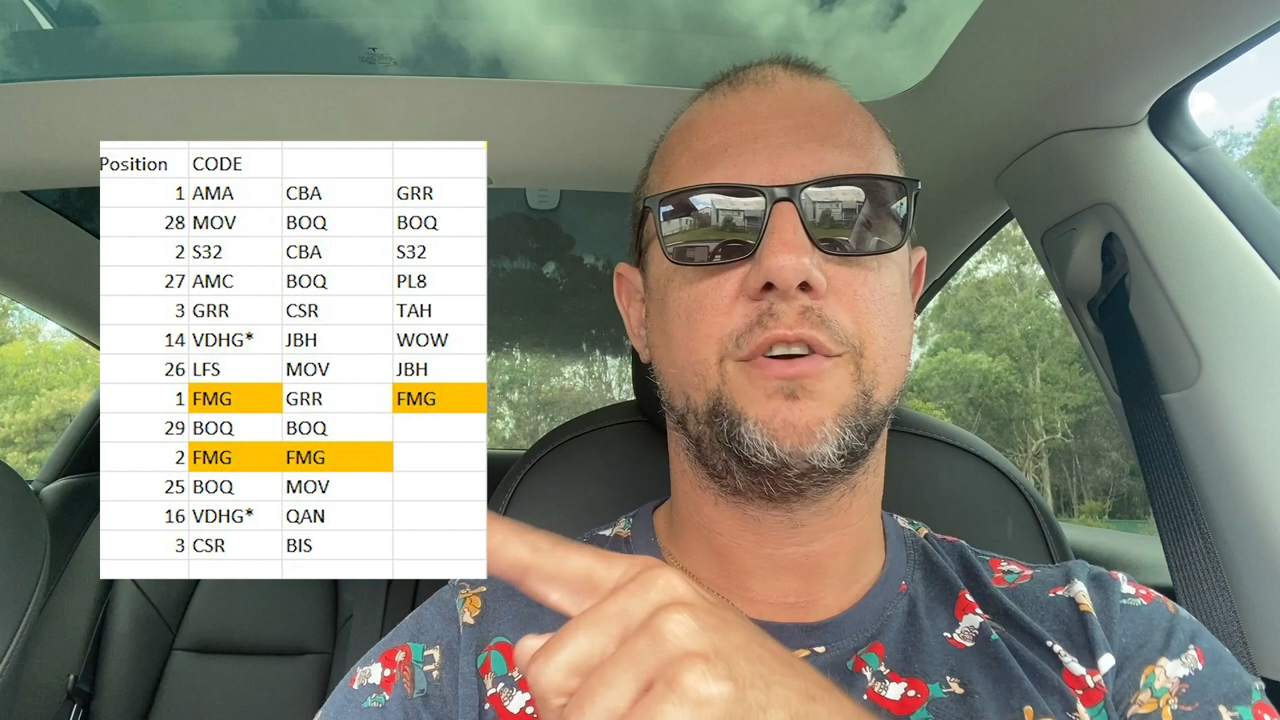 Position CODE
1 AMA CBA GRR
28 MOV BOQ BOQ
2 S32 CBA S32
27 AMC BOQ PL8
3 GRR CSR TAH
14 VDHG* JBH WOW
26 LFS MOV JBH
1 FMG GRR FMG
29 BOQ BOQ
2 FMG FMG
25 BOQ MOV
16 VDHG* QAN
3 CSR BIS